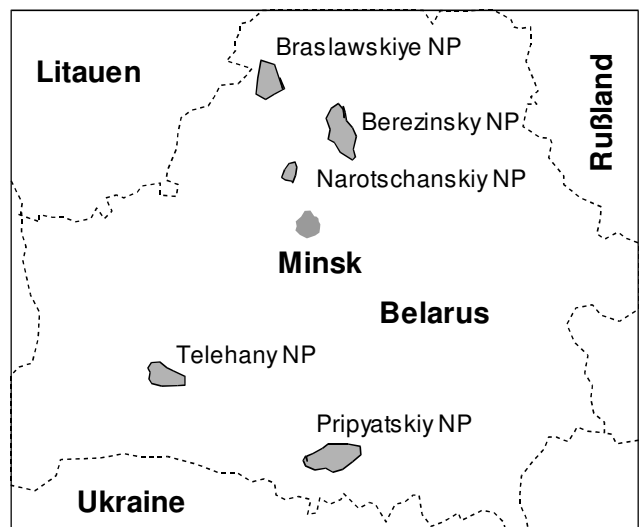 Braslawskiye NP
Litauen
Berezinsky NP
Rußland
Narotschanskiy NP
Minsk
Belarus
Telehany NP
Pripyatskiy NP
Ukraine